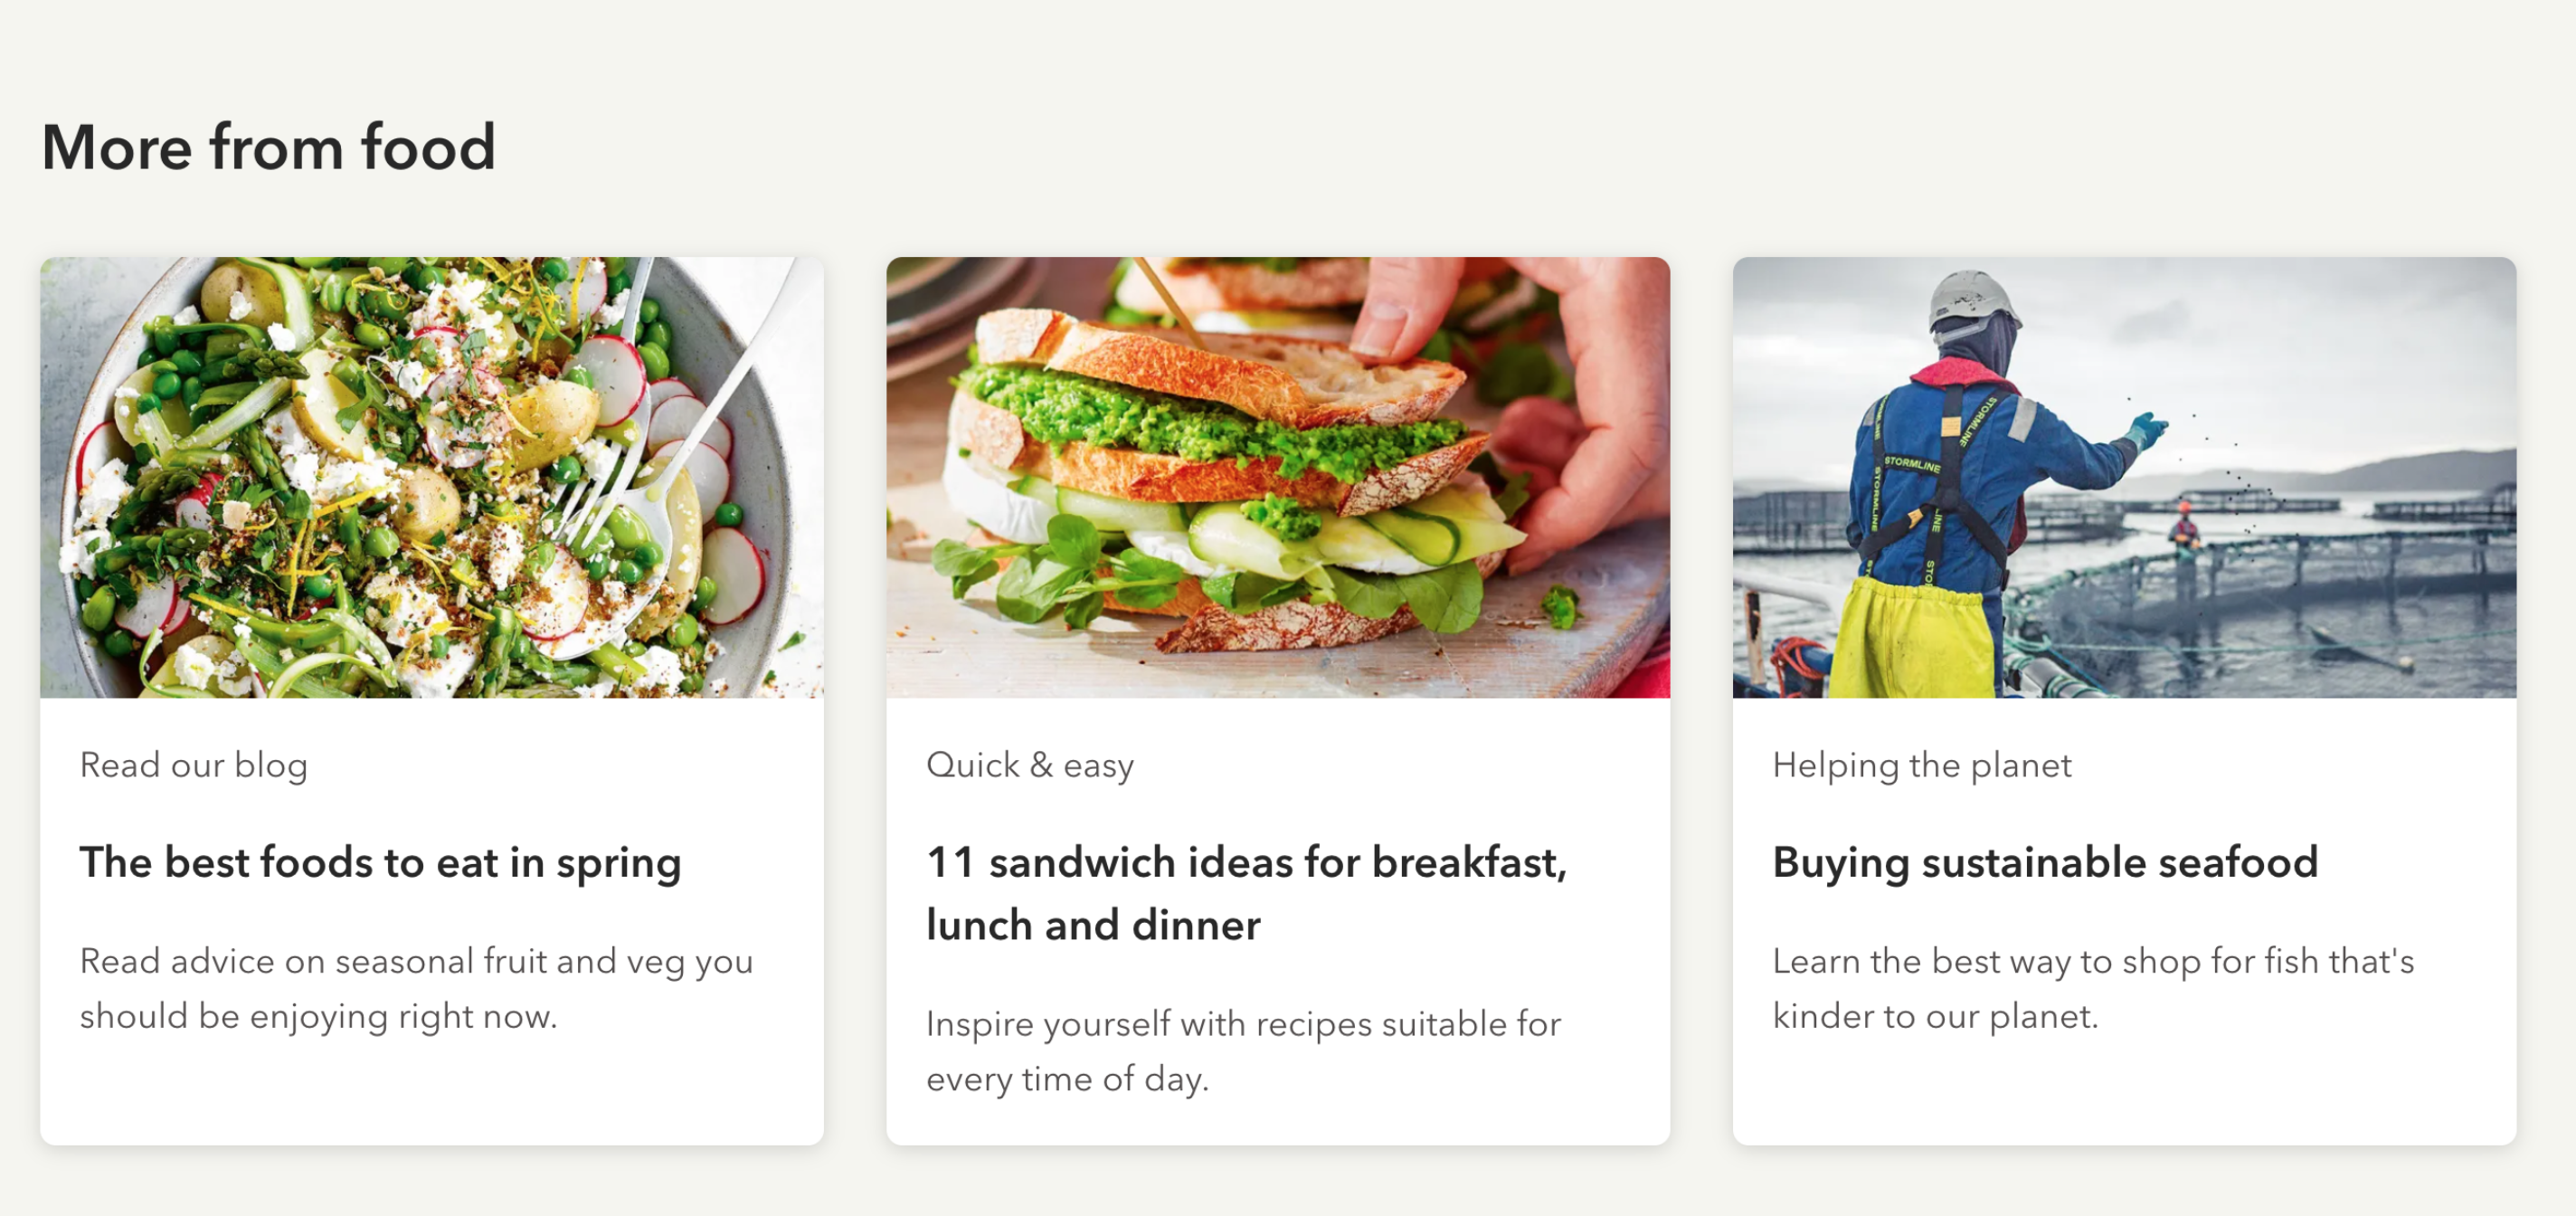 More from food
STORMLINE
STORMLINE
STORMLINE
STORMLINE
Read our blog
The best foods to eat in spring
Read advice on seasonal fruit and veg you
should be enjoying right now.
Quick & easy
11 sandwich ideas for breakfast,
lunch and dinner
Inspire yourself with recipes suitable for
every time of day.
Helping the planet
Buying sustainable seafood
Learn the best way to shop for fish that's
kinder to our planet.